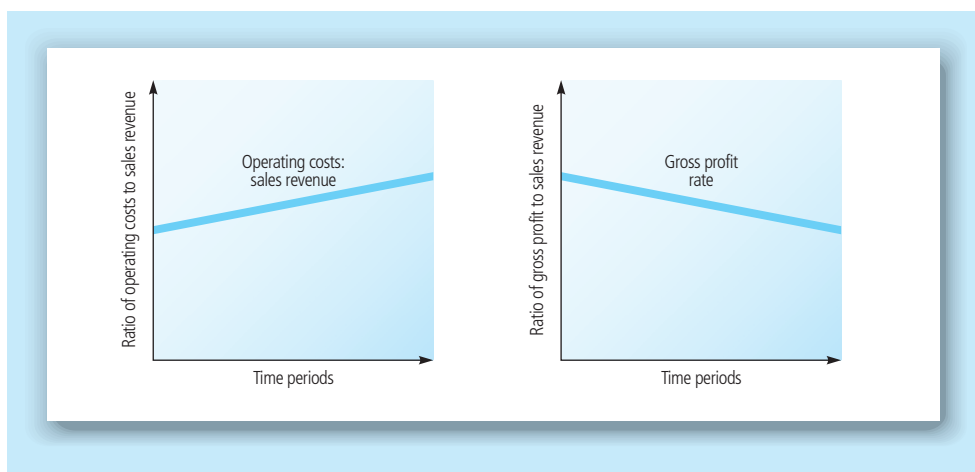 Ratio of operating costs to sales revenue
Operating costs:
sales revenue
Time periods
Ratio of gross profit to sales revenue
Gross profit
rate
Time periods